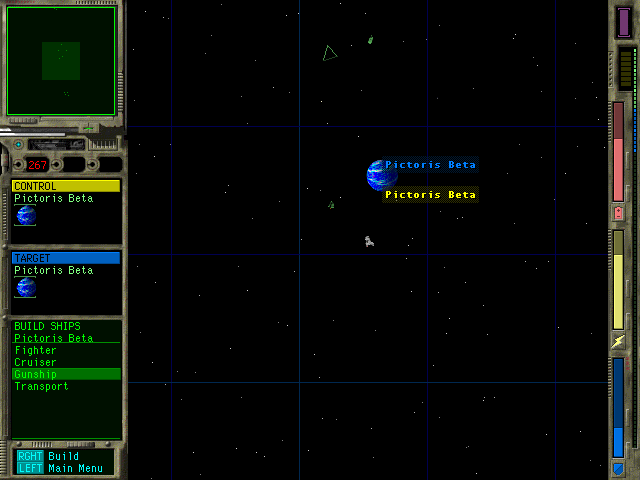 267
CONTROL
Pictoris Beta
TARGET
Pictoris Beta
BUILD SHIPS
Pictoris Beta
Fighter
Cruiser
Gunship
Transport
RGHT Build
LEFT Main Menu
Pictoris Beta
Pictoris Beta